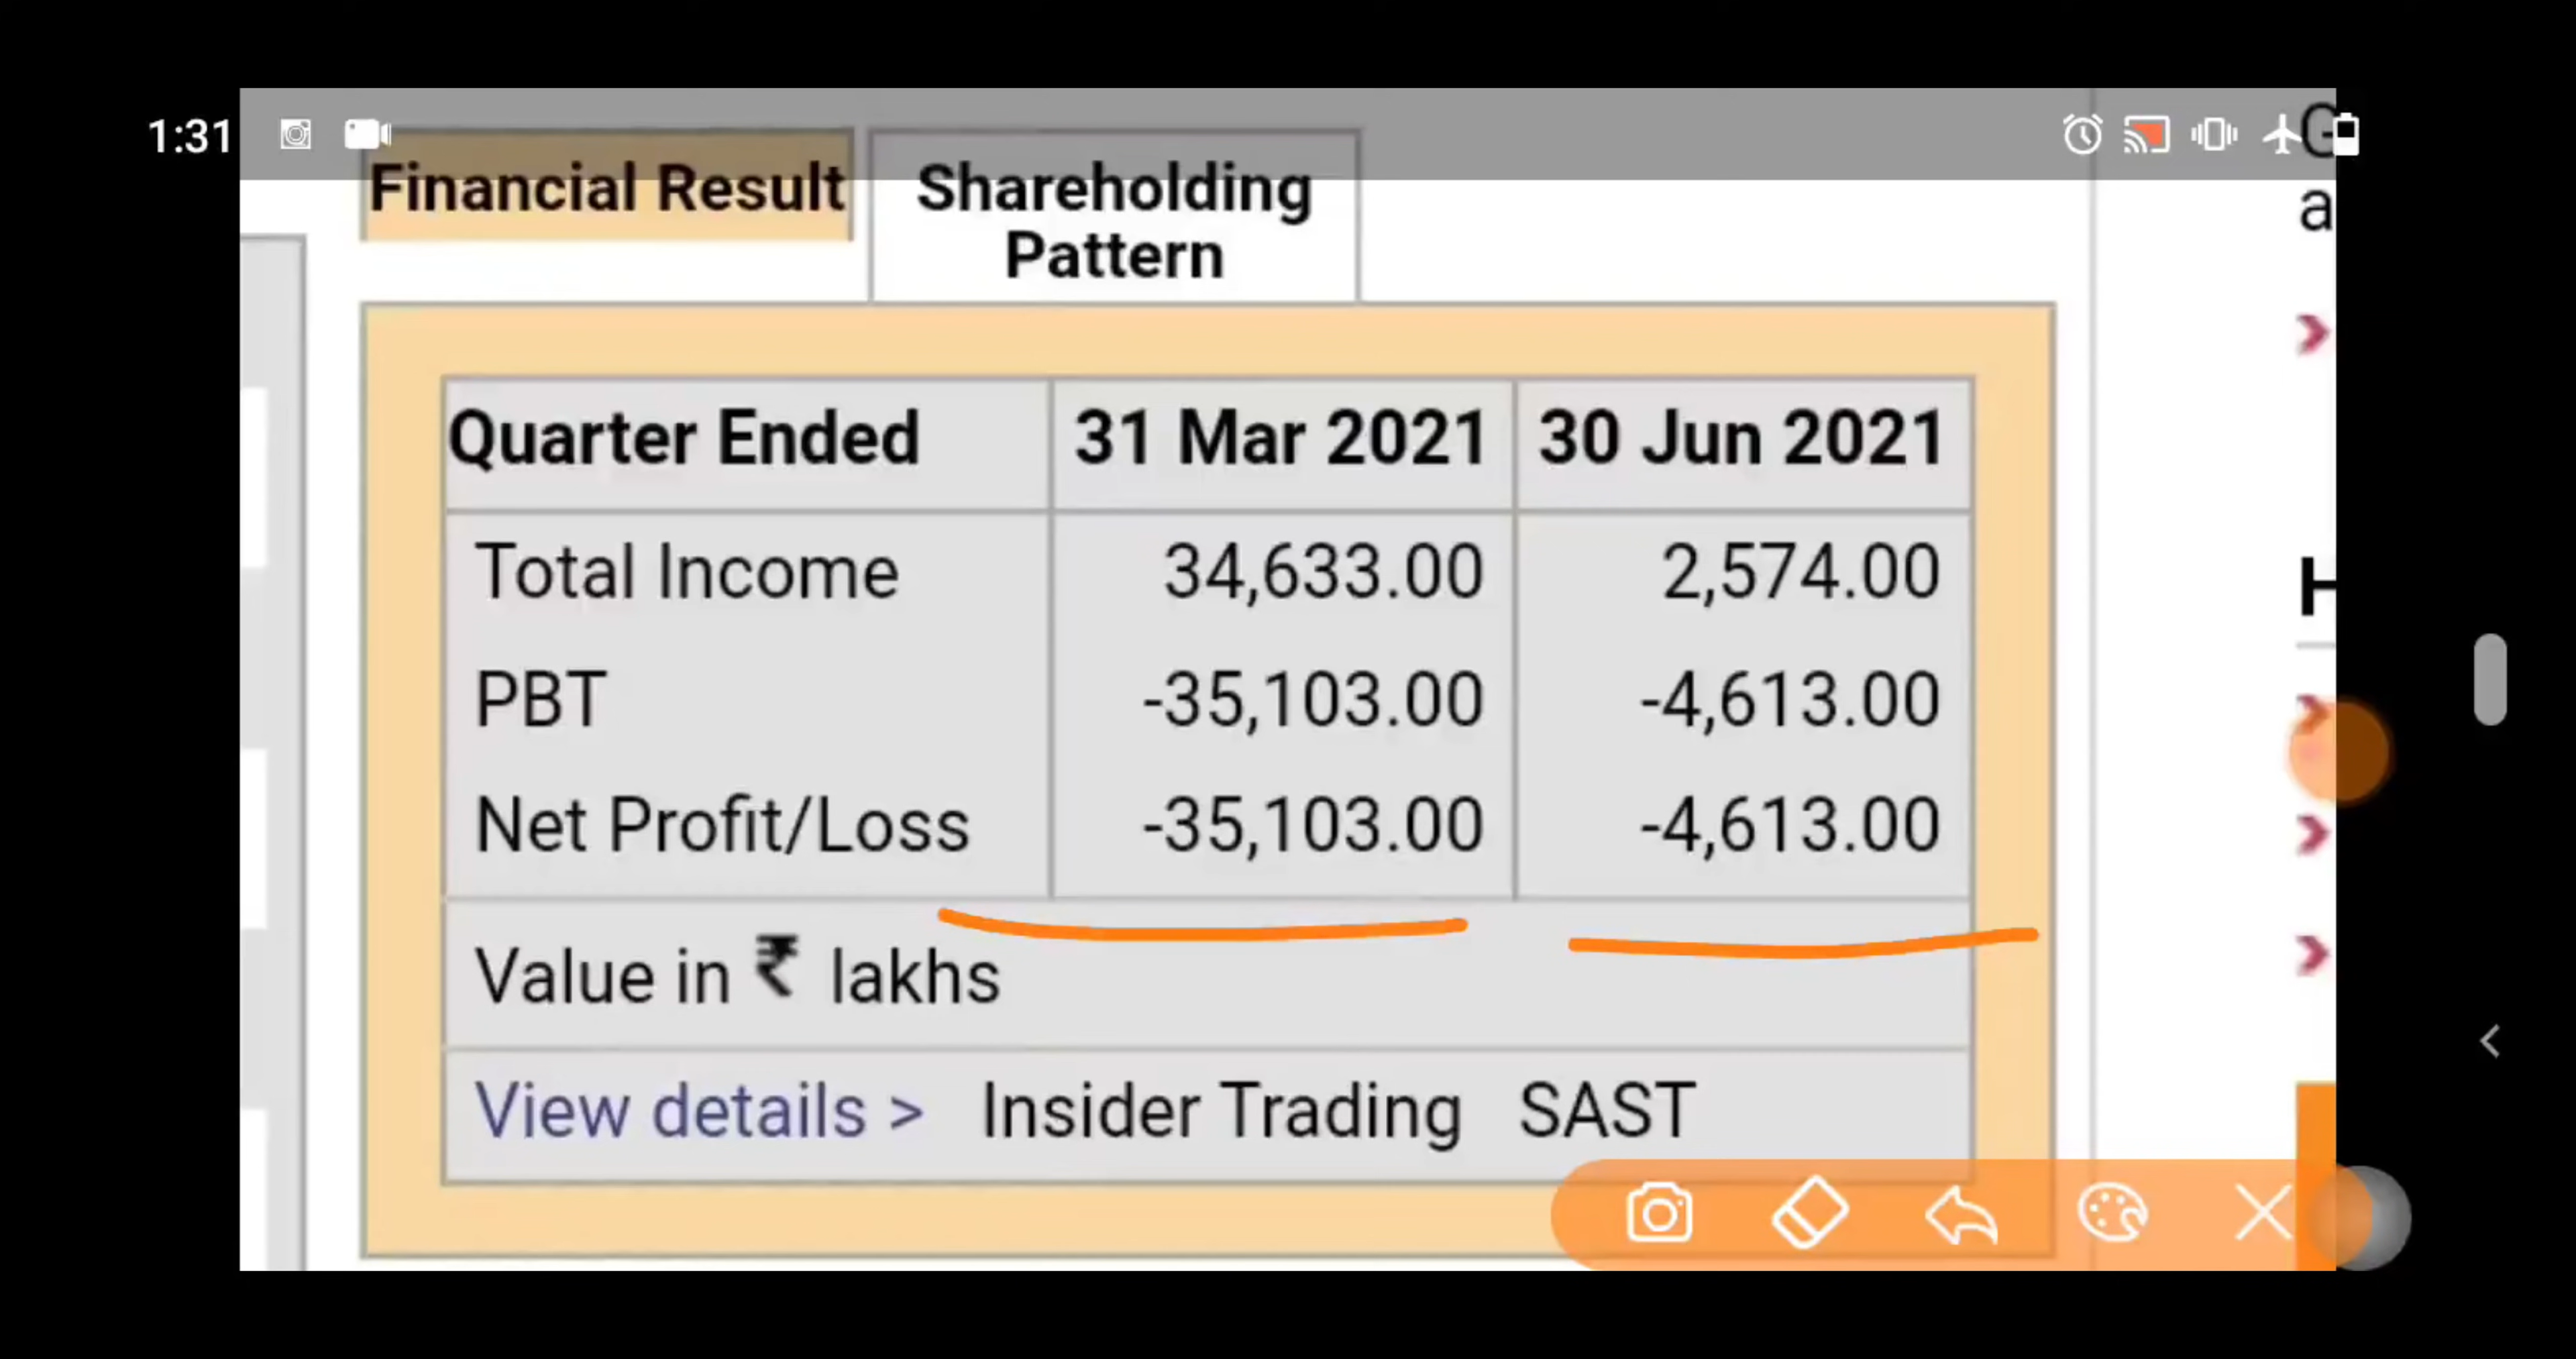 1:31
Financial Result
Shareholding
Pattern
a
Quarter Ended 31 Mar 2021 30 Jun 2021
Total Income 34,633.00 2,574.00
PBT -35,103.00 -4,613.00
Net Profit/Loss -35,103.00 -4,613.00
Value in ₹ lakhs
View details > Insider Trading SAST